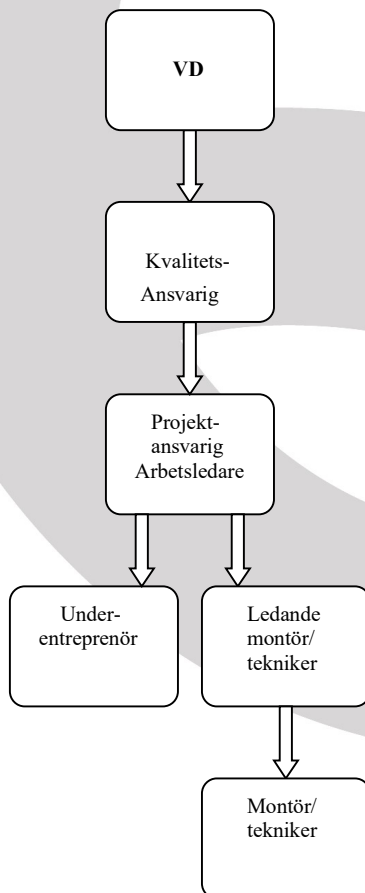 VD
Kvalitets-
Ansvarig
Projekt-
ansvarig
Arbetsledare
Under-
entreprenör
Ledande
montör/
tekniker
Montör/
tekniker